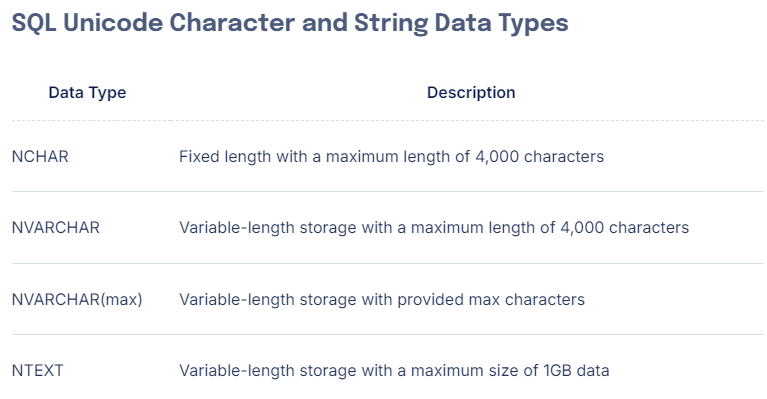 SQL Unicode Character and String Data Types
Data Type Description
NCHAR Fixed length with a maximum length of 4,000 characters
NVARCHAR Variable-length storage with a maximum length of 4,000 characters
NVARCHAR(max) Variable-length storage with provided max characters
NTEXT Variable-length storage with a maximum size of 1GB data